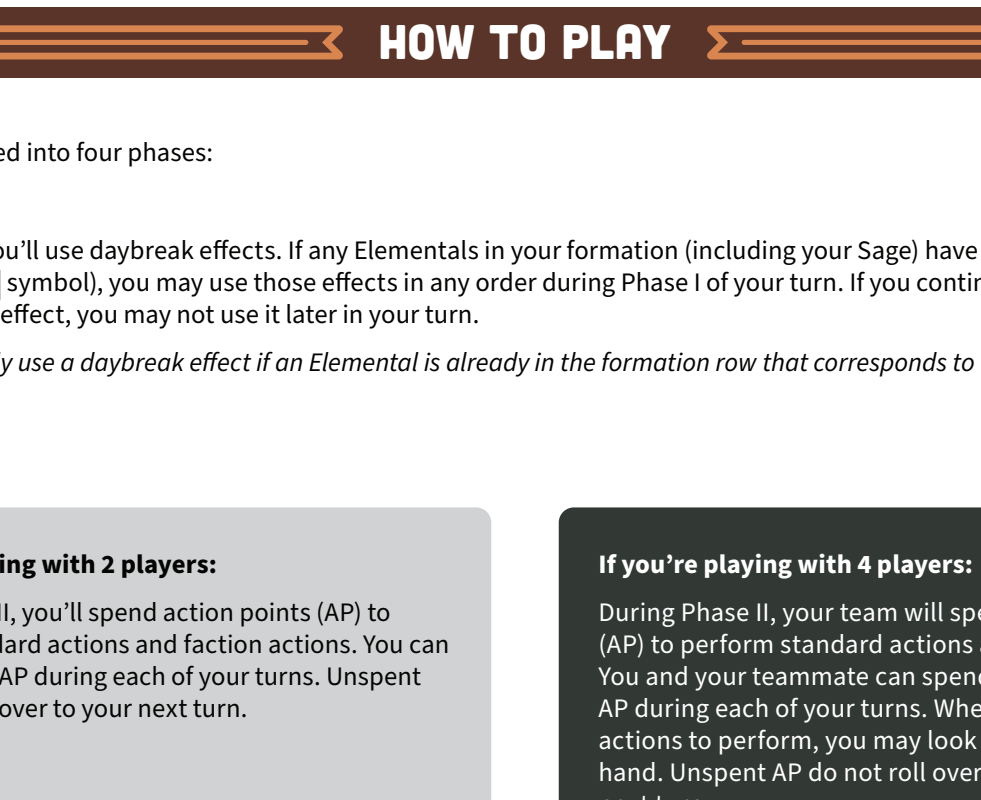 HOW TO PLAY
ed into four phases:
ou’ll use daybreak effects. If any Elementals in your formation (including your Sage) have
symbol), you may use those effects in any order during Phase I of your turn. If you contin
effect, you may not use it later in your turn.
ly use a daybreak effect if an Elemental is already in the formation row that corresponds to
ing with 2 players:
II, you’ll spend action points (AP) to
dard actions and faction actions. You can
AP during each of your turns. Unspent
over to your next turn.
If you’re playing with 4 players:
During Phase II, your team will spe
(AP) to perform standard actions
You and your teammate can spend
AP during each of your turns. Whe
actions to perform, you may look
hand. Unspent AP do not roll over